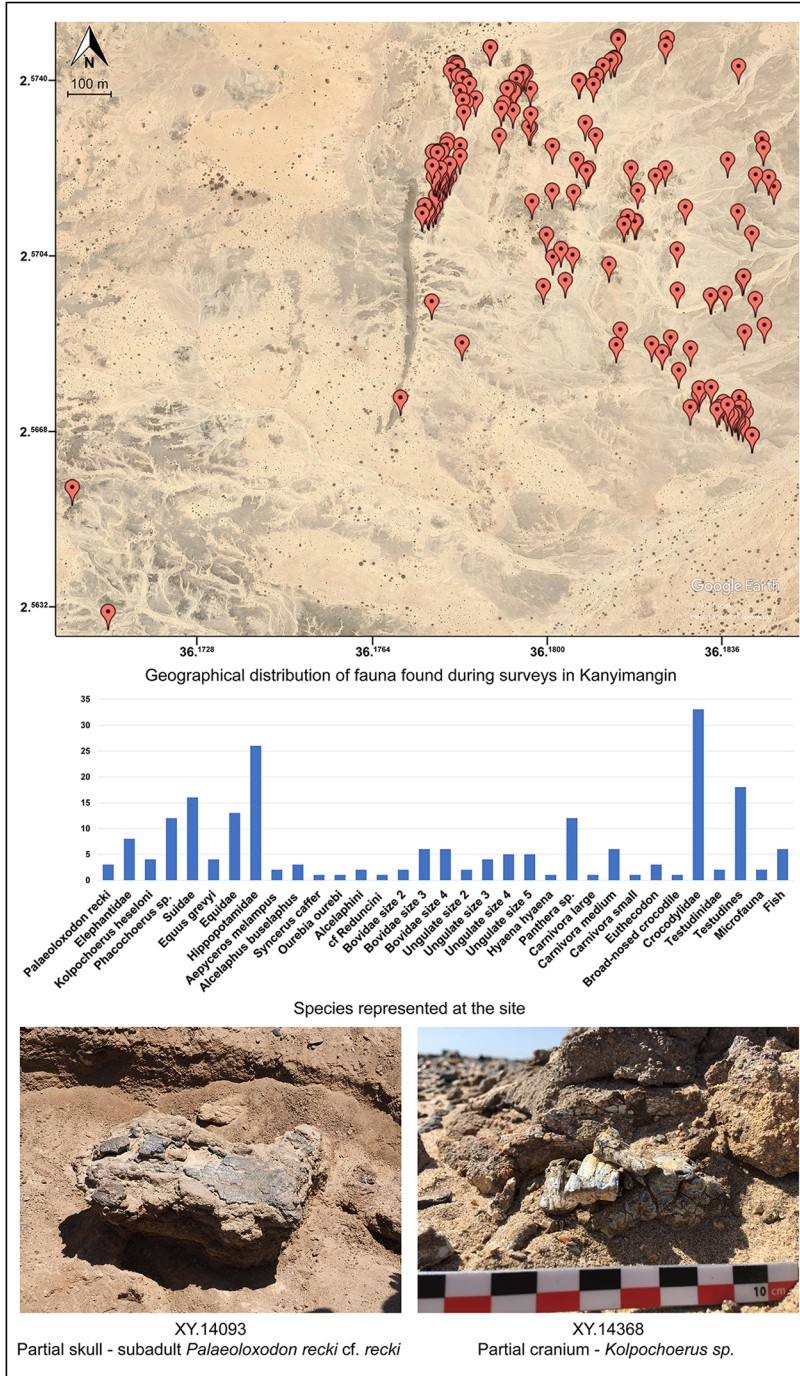 N
100 m
2.5740
2.5704
2.5668
2.5632
Google Earth
36.1728
36.1764
36.1800
36.1836
Geographical distribution of fauna found during surveys in Kanyimangin
35
30
25
20
15
10
5
0
Palaeoloxodon recki
Elephantidae
Kolpochoerus heseloni
Phacochoerus sp.
Suidae
Equus grevyi
Equidae
Hippopotamidae
Aepyceros melampus
Alcelaphus buselaphus
Syncerus caffer
Ourebia ourebi
Alcelaphini
cf Reduncini
Bovidae size 2
Bovidae size 3
Bovidae size 4
Ungulate size 2
Ungulate size 3
Ungulate size 4
Ungulate size 5
Hyaena hyaena
Panthera sp.
Carnivora large
Carnivora medium
Carnivora small
Euthecodon
Broad-nosed crocodile
Crocodylidae
Testudinidae
Testudines
Microfauna
Fish
Species represented at the site
10 cm
XY.14093
Partial skull - subadult Palaeoloxodon recki cf. recki
XY.14368
Partial cranium - Kolpochoerus sp.